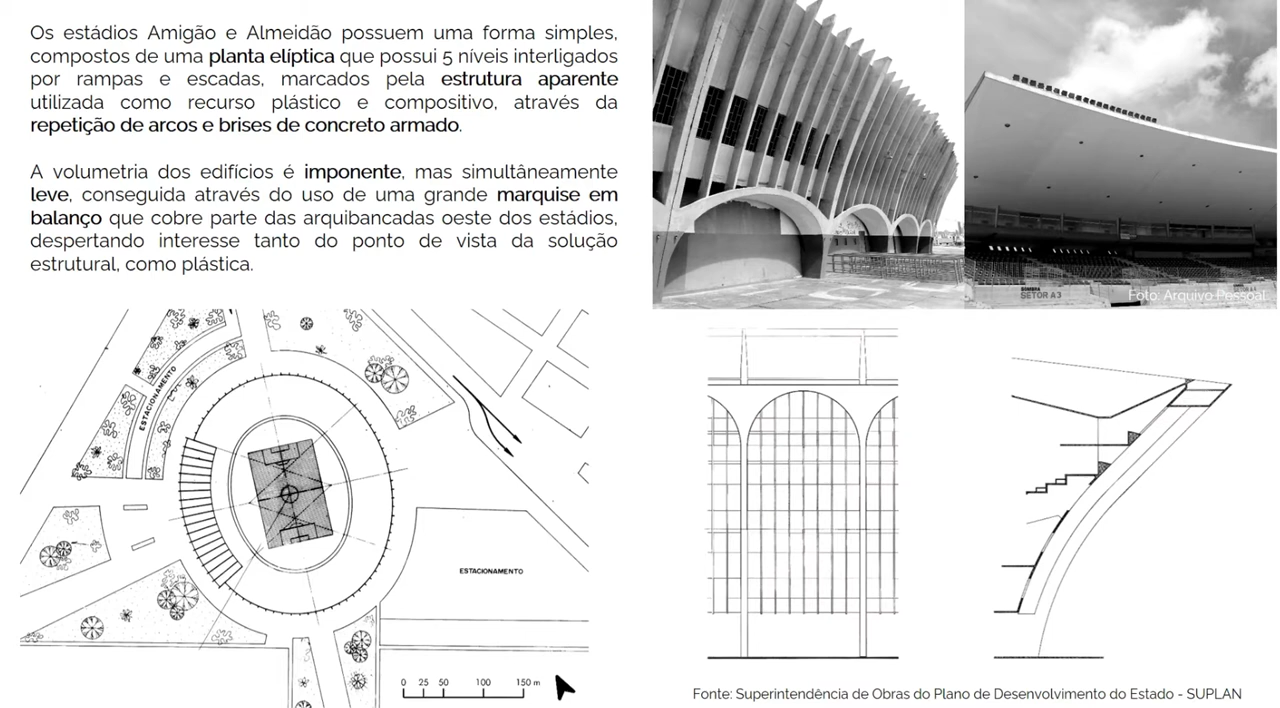 Os estádios Amigão e Almeidão possuem uma forma simples,
compostos de uma planta elíptica que possui 5 níveis interligados
por rampas e escadas, marcados pela estrutura aparente
utilizada como recurso plástico e compositivo, através da
repetição de arcos e brises de concreto armado.
A volumetria dos edifícios é imponente, mas simultâneamente
leve, conseguida através do uso de uma grande marquise em
balanço que cobre parte das arquibancadas oeste dos estádios,
despertando interesse tanto do ponto de vista da solução
estrutural, como plástica.
SOMBRA
SETOR A3
Foto: Arquivo Pessoal
ESTACIONAMENTO
ESTACIONAMENTO
0 25 50 100 150 m
Fonte: Superintendência de Obras do Plano de Desenvolvimento do Estado - SUPLAN